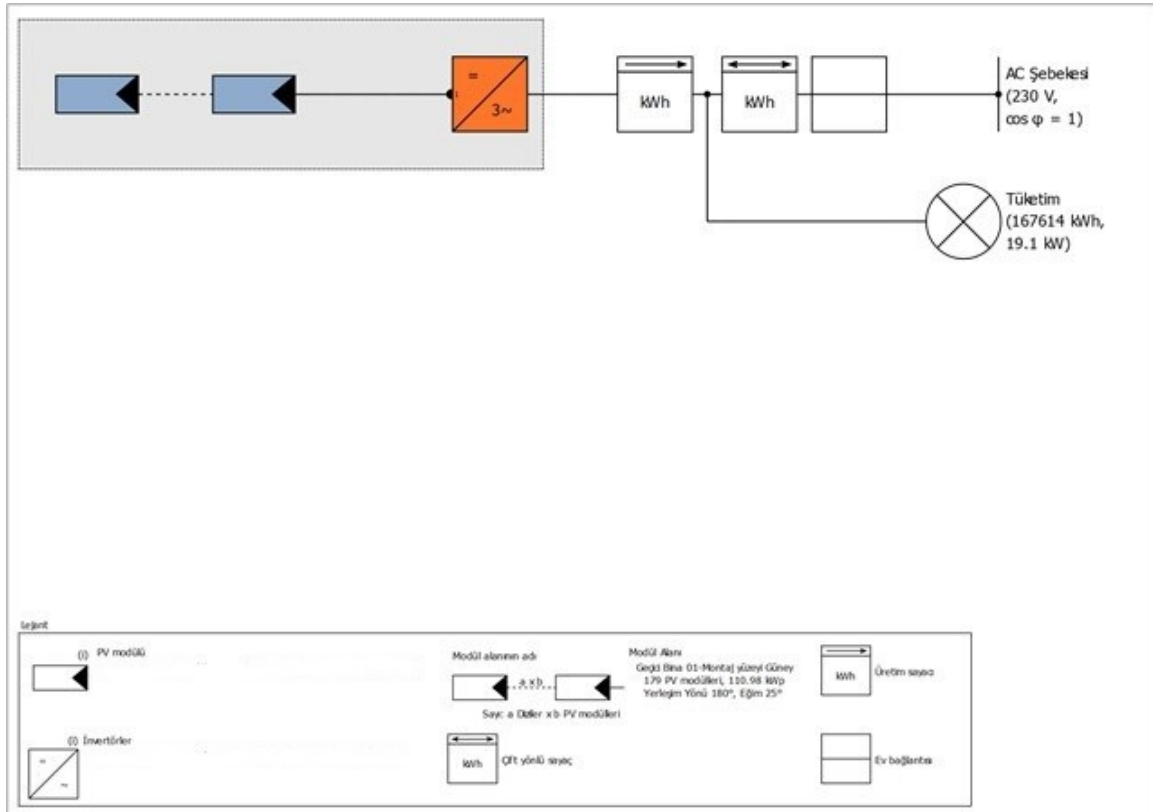 =
3~
kWh
kWh
AC Şebekesi
(230 V,
cos φ = 1)
Tüketim
(167614 kWh,
19.1 kW)
Lejant
(i) PV modülü
Modül alanının adı
a x b
Sayı: a Diziler x b PV modülleri
Modül Alanı
Geçici Bina 01-Montaj yüzeyi Güney
179 PV modülleri, 110.98 kWp
Yerleşim Yönü 180°, Eğim 25°
kWh
Üretim sayacı
(i) İnvertörler
=
~
kWh
Çift yönlü sayaç
Ev bağlantısı